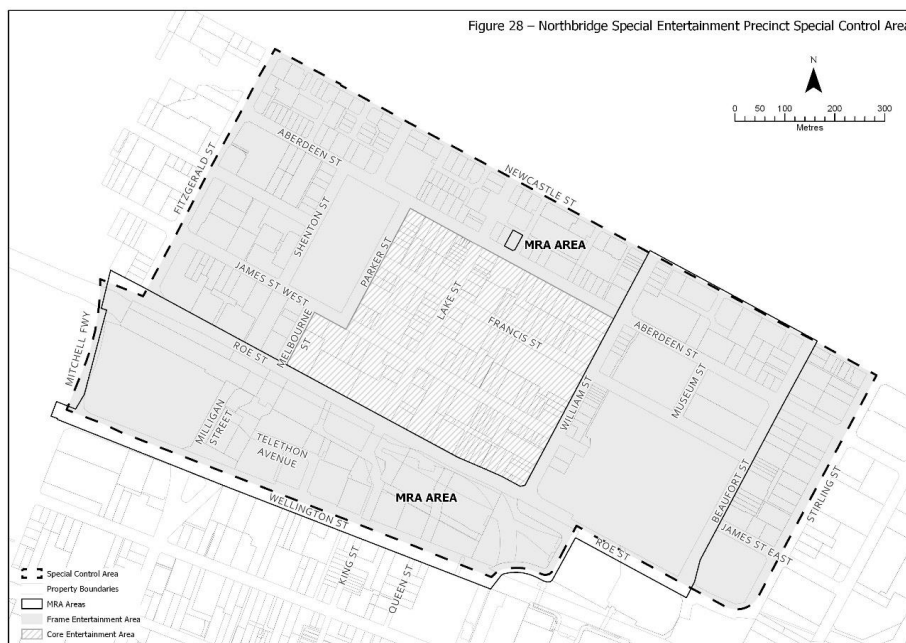 Figure 28 – Northbridge Special Entertainment Precinct Special Control Area
N
0 50 100 200 300
Metres
NEWCASTLE ST
ABERDEEN ST
FITZGERALD ST
SHENTON ST
PARKER ST
MRA AREA
JAMES ST WEST
LAKE ST
FRANCIS ST
MELBOURNE
ST
ROE ST
MITCHELL FWY
ABERDEEN ST
MUSEUM ST
WILLIAM ST
MILLIGAN
STREET
TELETHON
AVENUE
MRA AREA
WELLINGTON ST
BEAUFORT ST
STIRLING ST
JAMES ST EAST
ROE ST
KING ST
QUEEN ST
Special Control Area
Property Boundaries
MRA Areas
Frame Entertainment Area
Core Entertainment Area